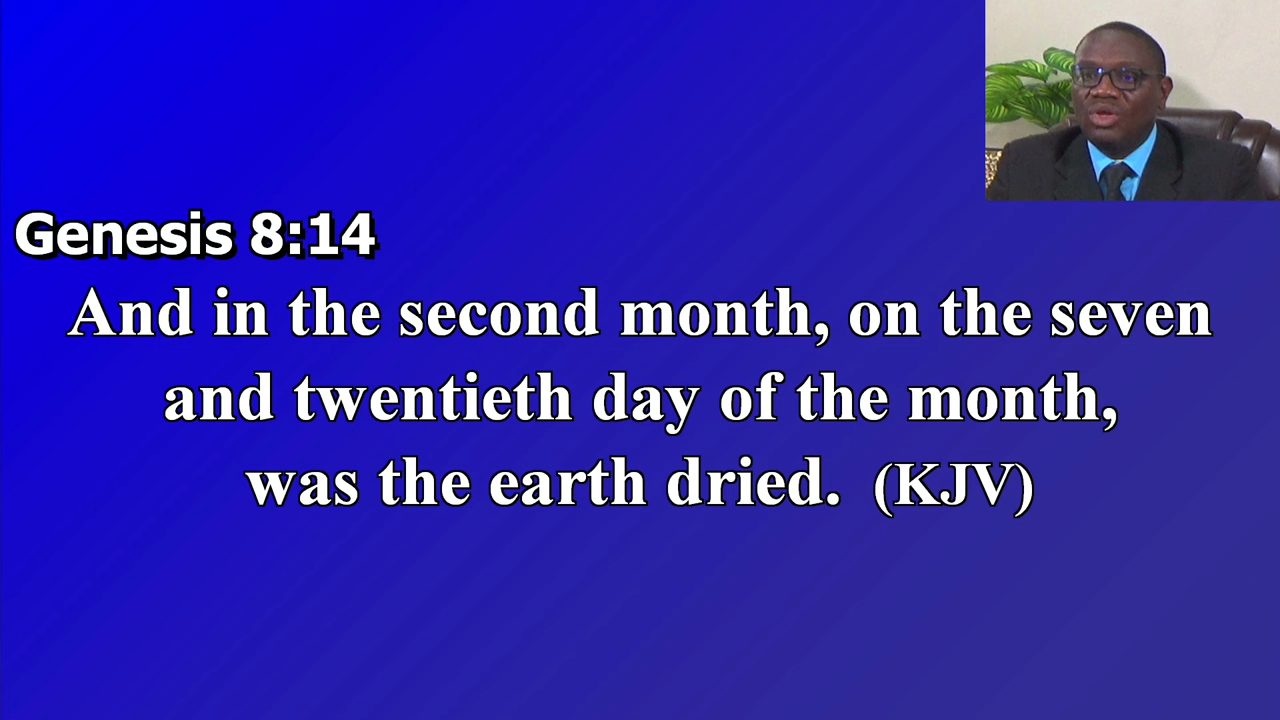 Genesis 8:14
And in the second month, on the seven
and twentieth day of the month,
was the earth dried. (KJV)